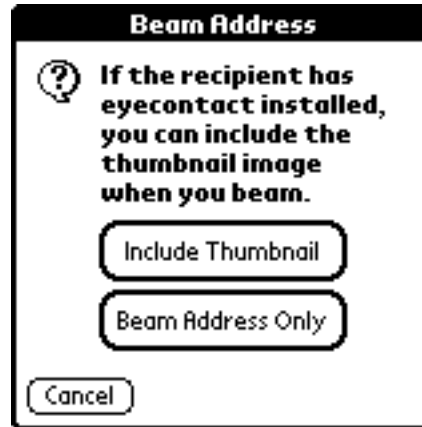 Beam Address
If the recipient has
eyecontact installed,
you can include the
thumbnail image
when you beam.
Include Thumbnail
Beam Address Only
Cancel